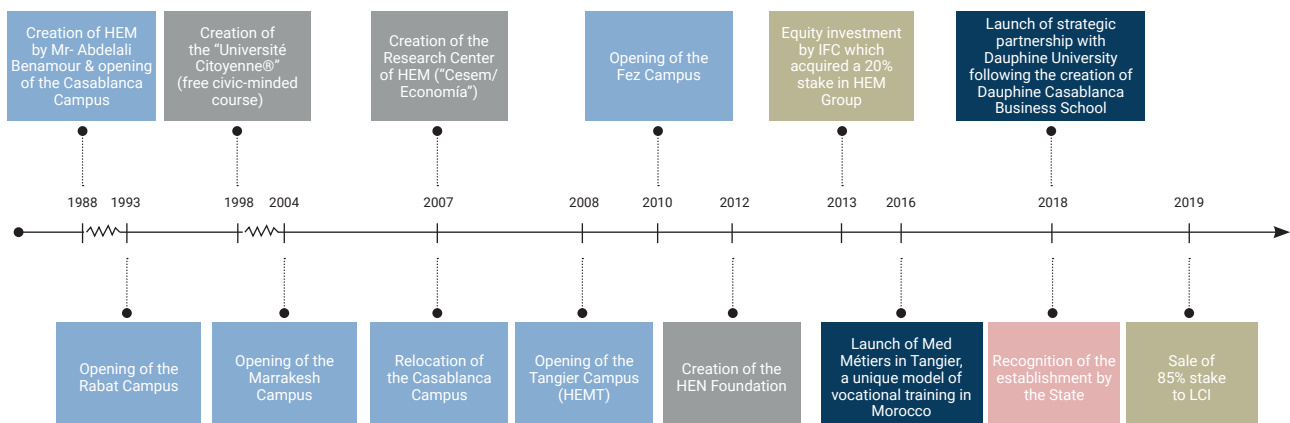 Creation of HEM
by Mr- Abdelali
Benamour & opening
of the Casablanca
Campus
Creation of
the “Université
Citoyenne®”
(free civic-minded
course)
Creation of the
Research Center
of HEM (“Cesem/
Economía”)
Opening of the
Fez Campus
Equity investment
by IFC which
acquired a 20%
stake in HEM
Group
Launch of strategic
partnership with
Dauphine University
following the creation of
Dauphine Casablanca
Business School
1988 1993 1998 2004 2007 2008 2010 2012 2013 2016 2018 2019
Opening of the
Rabat Campus
Opening of the
Marrakesh
Campus
Relocation of
the Casablanca
Campus
Opening of the
Tangier Campus
(HEMT)
Creation of the
HEN Foundation
Launch of Med
Métiers in Tangier,
a unique model of
vocational training in
Morocco
Recognition of the
establishment by
the State
Sale of
85% stake
to LCI